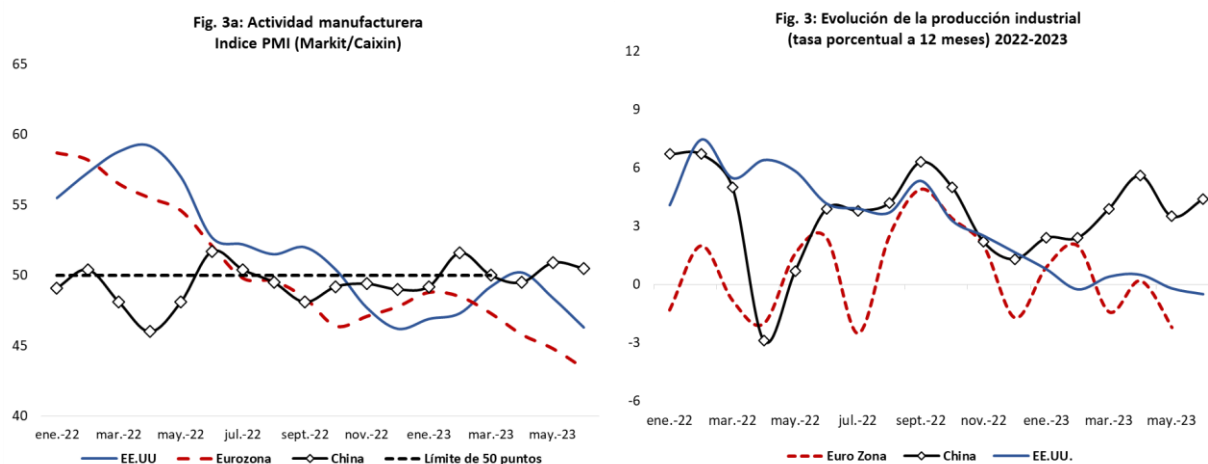 Fig. 3a: Actividad manufacturera
Indice PMI (Markit/Caixin)
65
60
55
50
45
40
ene.-22 mar.-22 may.-22 jul.-22 sept.-22 nov.-22 ene.-23 mar.-23 may.-23
EE.UU Eurozona China Límite de 50 puntos
Fig. 3: Evolución de la producción industrial
(tasa porcentual a 12 meses) 2022-2023
12
9
6
3
0
-3
-6
ene.-22 mar.-22 may.-22 jul.-22 sept.-22 nov.-22 ene.-23 mar.-23 may.-23
Euro Zona China EE.UU.